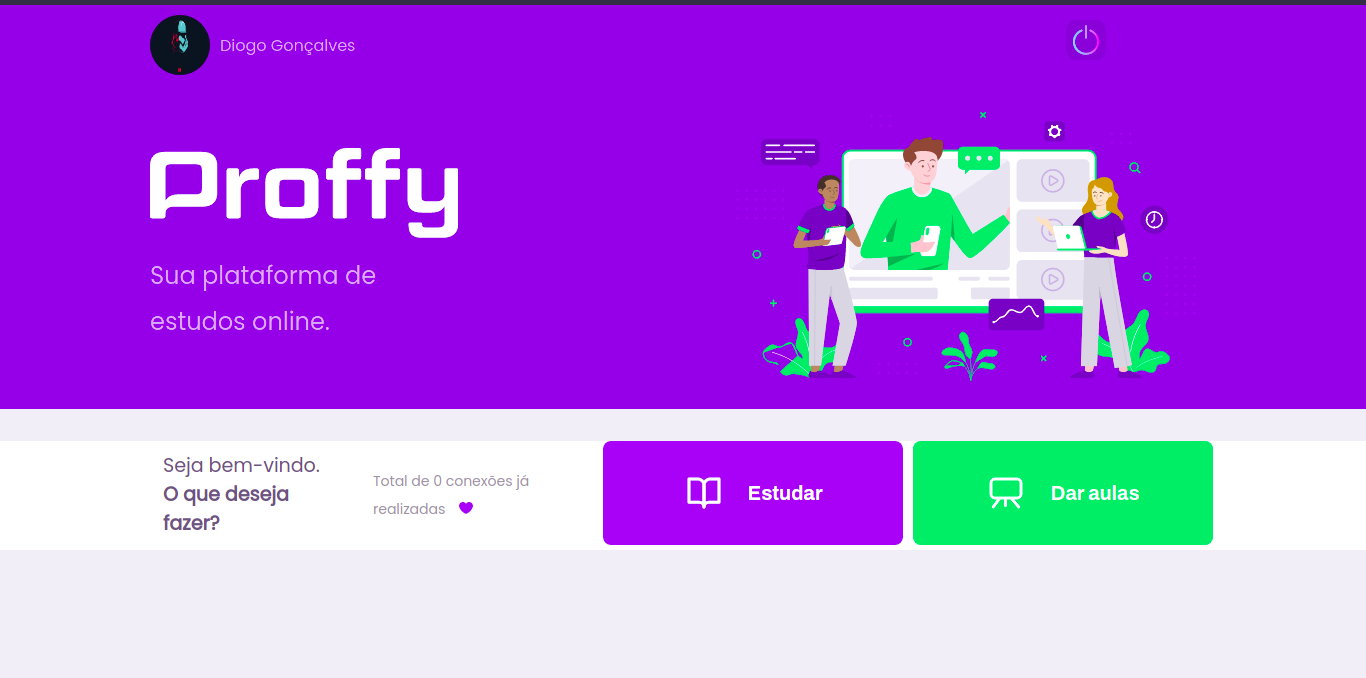 Diogo Gonçalves
Proffy
Sua plataforma de
estudos online.
Seja bem-vindo.
O que deseja
fazer?
Total de 0 conexões já
realizadas
Estudar
Dar aulas